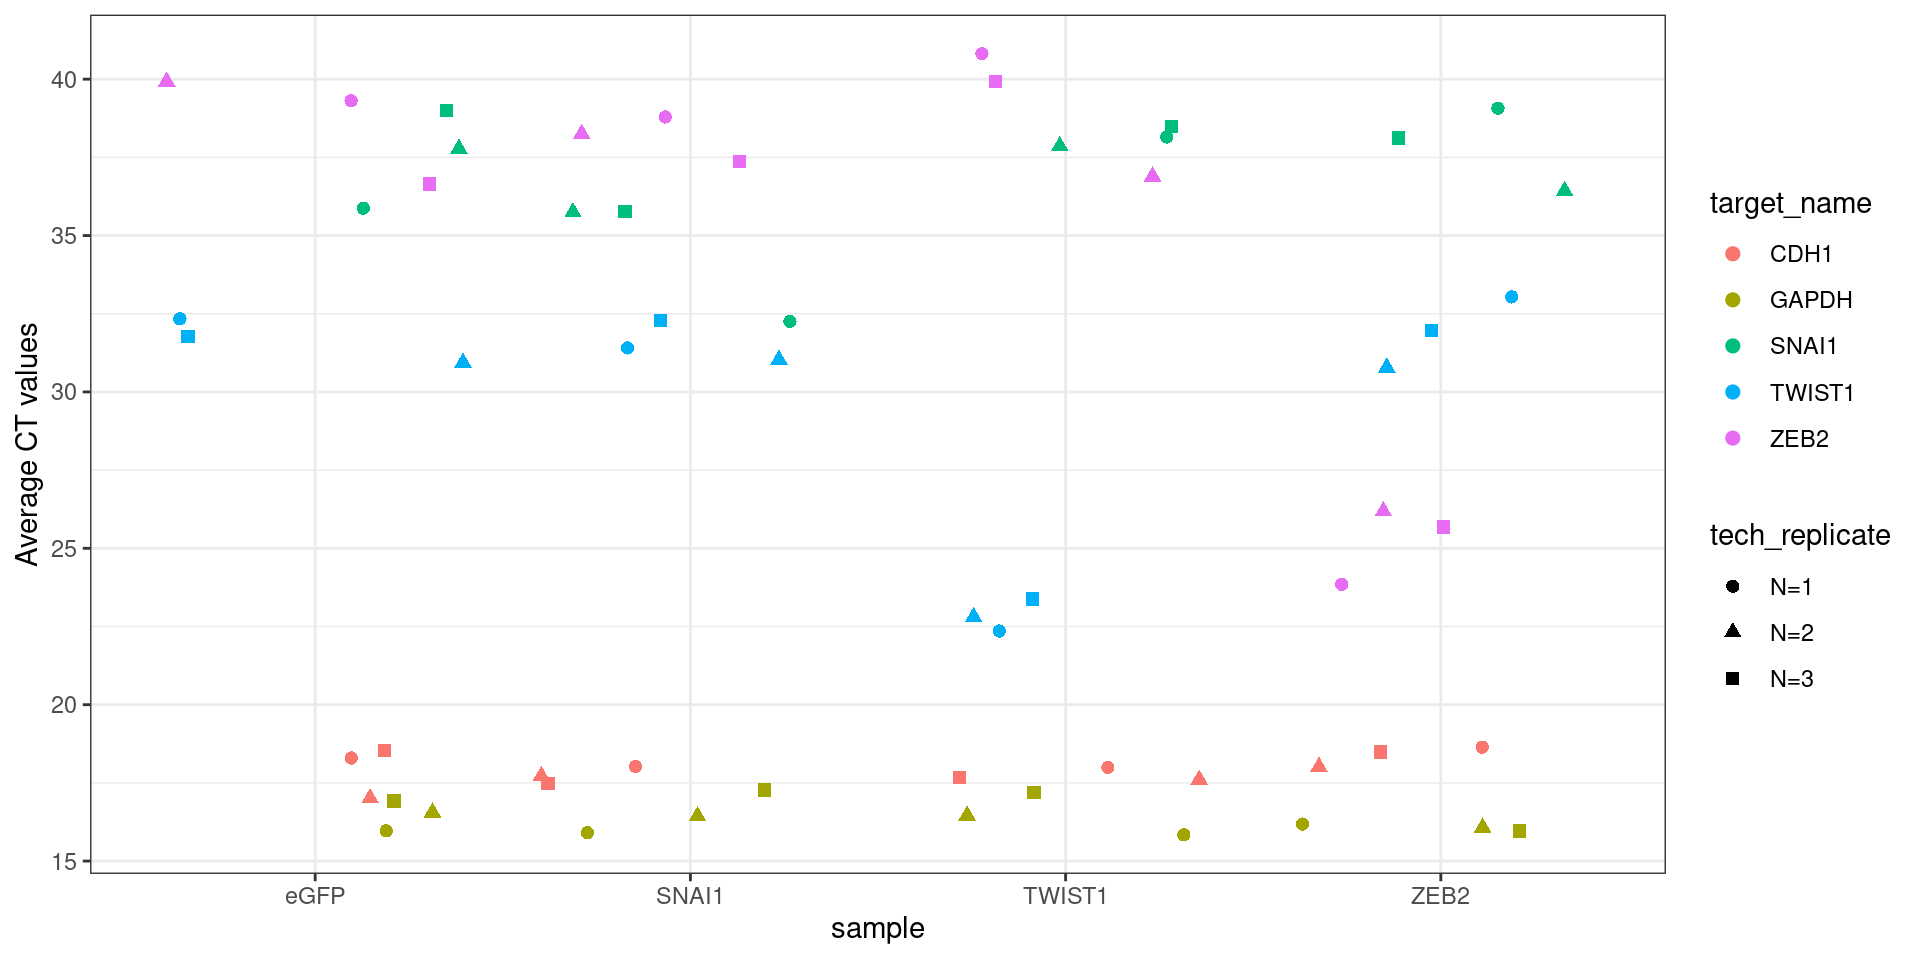 40
35
30
25
20
15
Average CT values
eGFP
SNAI1
TWIST1
ZEB2
sample
target_name
CDH1
GAPDH
SNAI1
TWIST1
ZEB2
tech_replicate
N=1
N=2
N=3